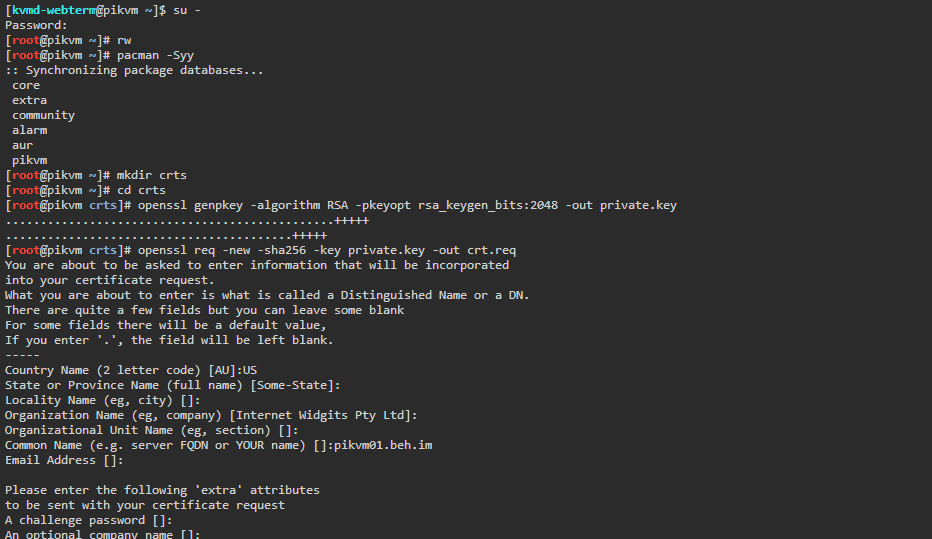 [kvmd-webterm@pikvm ~]$ su -
Password:
[root@pikvm ~]# rw
[root@pikvm ~]# pacman -Syy
:: Synchronizing package databases...
core
extra
community
alarm
aur
pikvm
[root@pikvm ~]# mkdir crts
[root@pikvm ~]# cd crts
[root@pikvm crts]# openssl genpkey -algorithm RSA -pkeyopt rsa_keygen_bits:2048 -out private.key
...............................................+++++
.........................................+++++
[root@pikvm crts]# openssl req -new -sha256 -key private.key -out crt.req
You are about to be asked to enter information that will be incorporated
into your certificate request.
What you are about to enter is what is called a Distinguished Name or a DN.
There are quite a few fields but you can leave some blank
For some fields there will be a default value,
If you enter '.', the field will be left blank.
-----
Country Name (2 letter code) [AU]:US
State or Province Name (full name) [Some-State]:
Locality Name (eg, city) []:
Organization Name (eg, company) [Internet Widgits Pty Ltd]:
Organizational Unit Name (eg, section) []:
Common Name (e.g. server FQDN or YOUR name) []:pikvm01.beh.im
Email Address []:

Please enter the following 'extra' attributes
to be sent with your certificate request
A challenge password []:
An optional company name []: